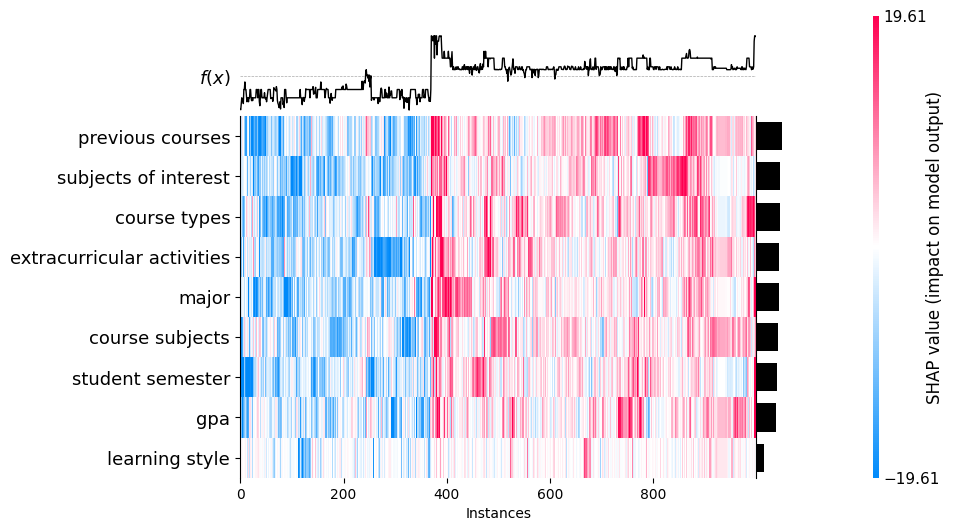 19.61
f(x)
previous courses
subjects of interest
course types
extracurricular activities
major
course subjects
student semester
gpa
learning style
SHAP value (impact on model output)
−19.61
0 200 400 600 800
Instances